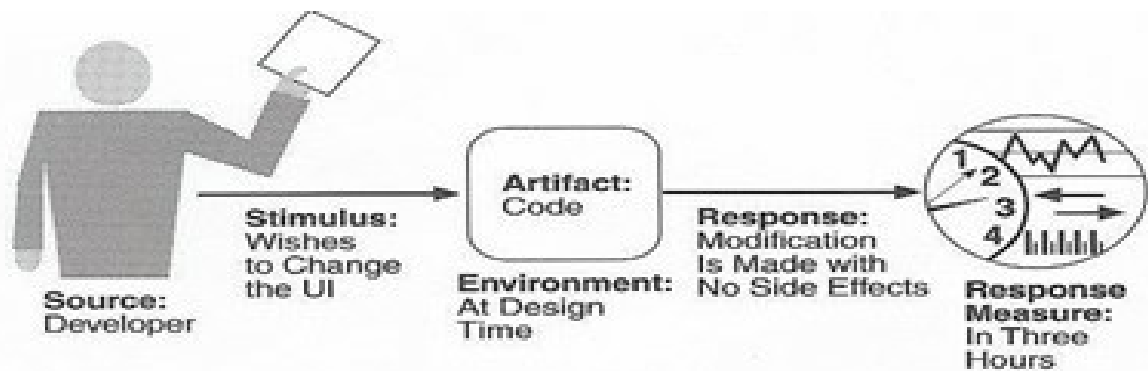 Source:
Developer
Stimulus:
Wishes
to Change
the UI
Artifact:
Code
Environment:
At Design
Time
Response:
Modification
Is Made with
No Side Effects
1
2
3
4
Response
Measure:
In Three
Hours